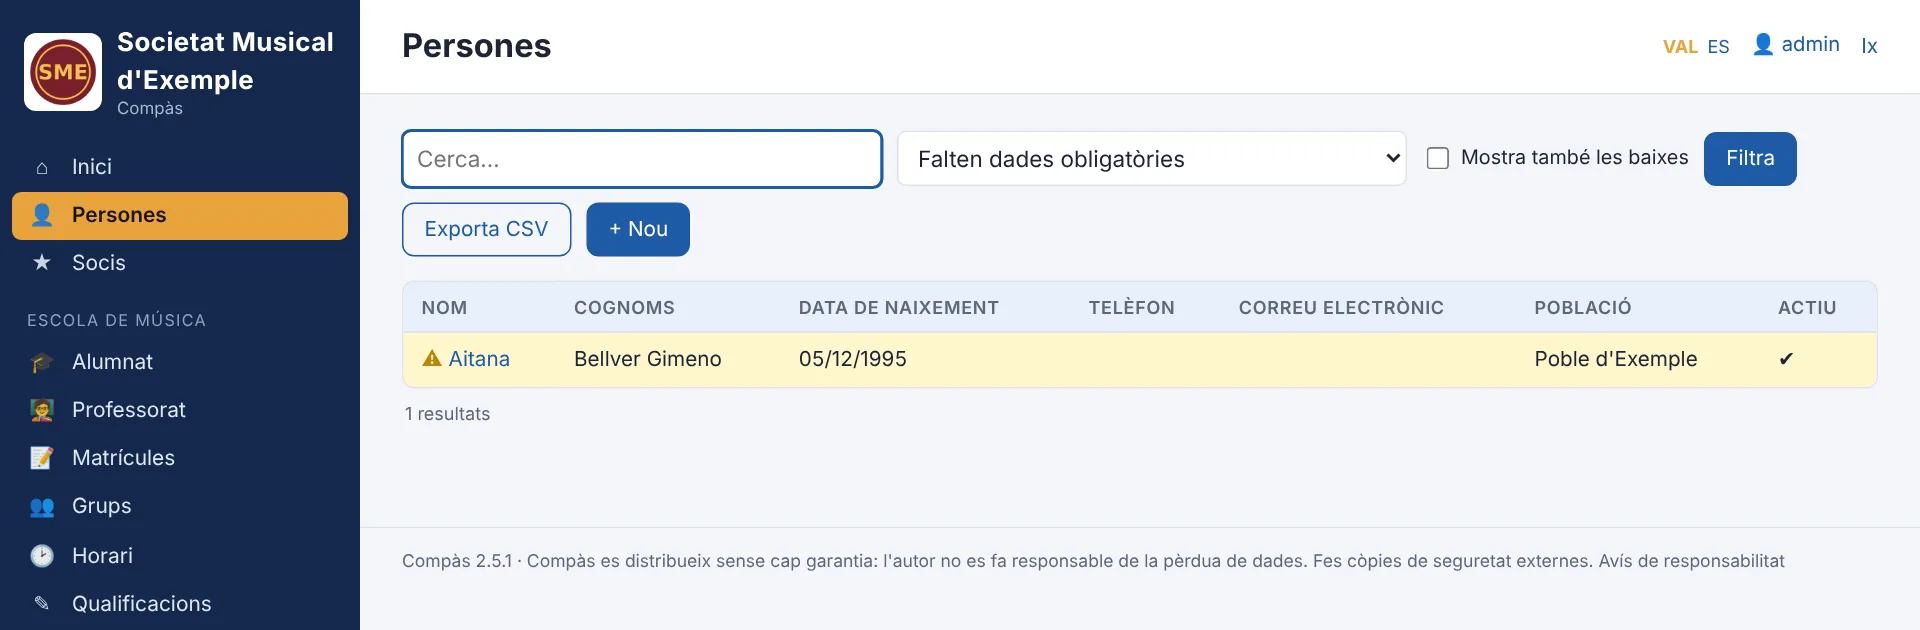 SME
Societat Musical
d'Exemple
Compàs
Inici
Persones
Socis
ESCOLA DE MÚSICA
Alumnat
Professorat
Matrícules
Grups
Horari
Qualificacions
Persones
VAL ES admin Ix
Cerca...
Falten dades obligatòries
Mostra també les baixes
Filtra
Exporta CSV
+ Nou
NOM COGNOMS DATA DE NAIXEMENT TELÈFON CORREU ELECTRÒNIC POBLACIÓ ACTIU
Aitana Bellver Gimeno 05/12/1995 Poble d'Exemple ✔
1 resultats
Compàs 2.5.1 · Compàs es distribueix sense cap garantia: l'autor no es fa responsable de la pèrdua de dades. Fes còpies de seguretat externes. Avís de responsabilitat